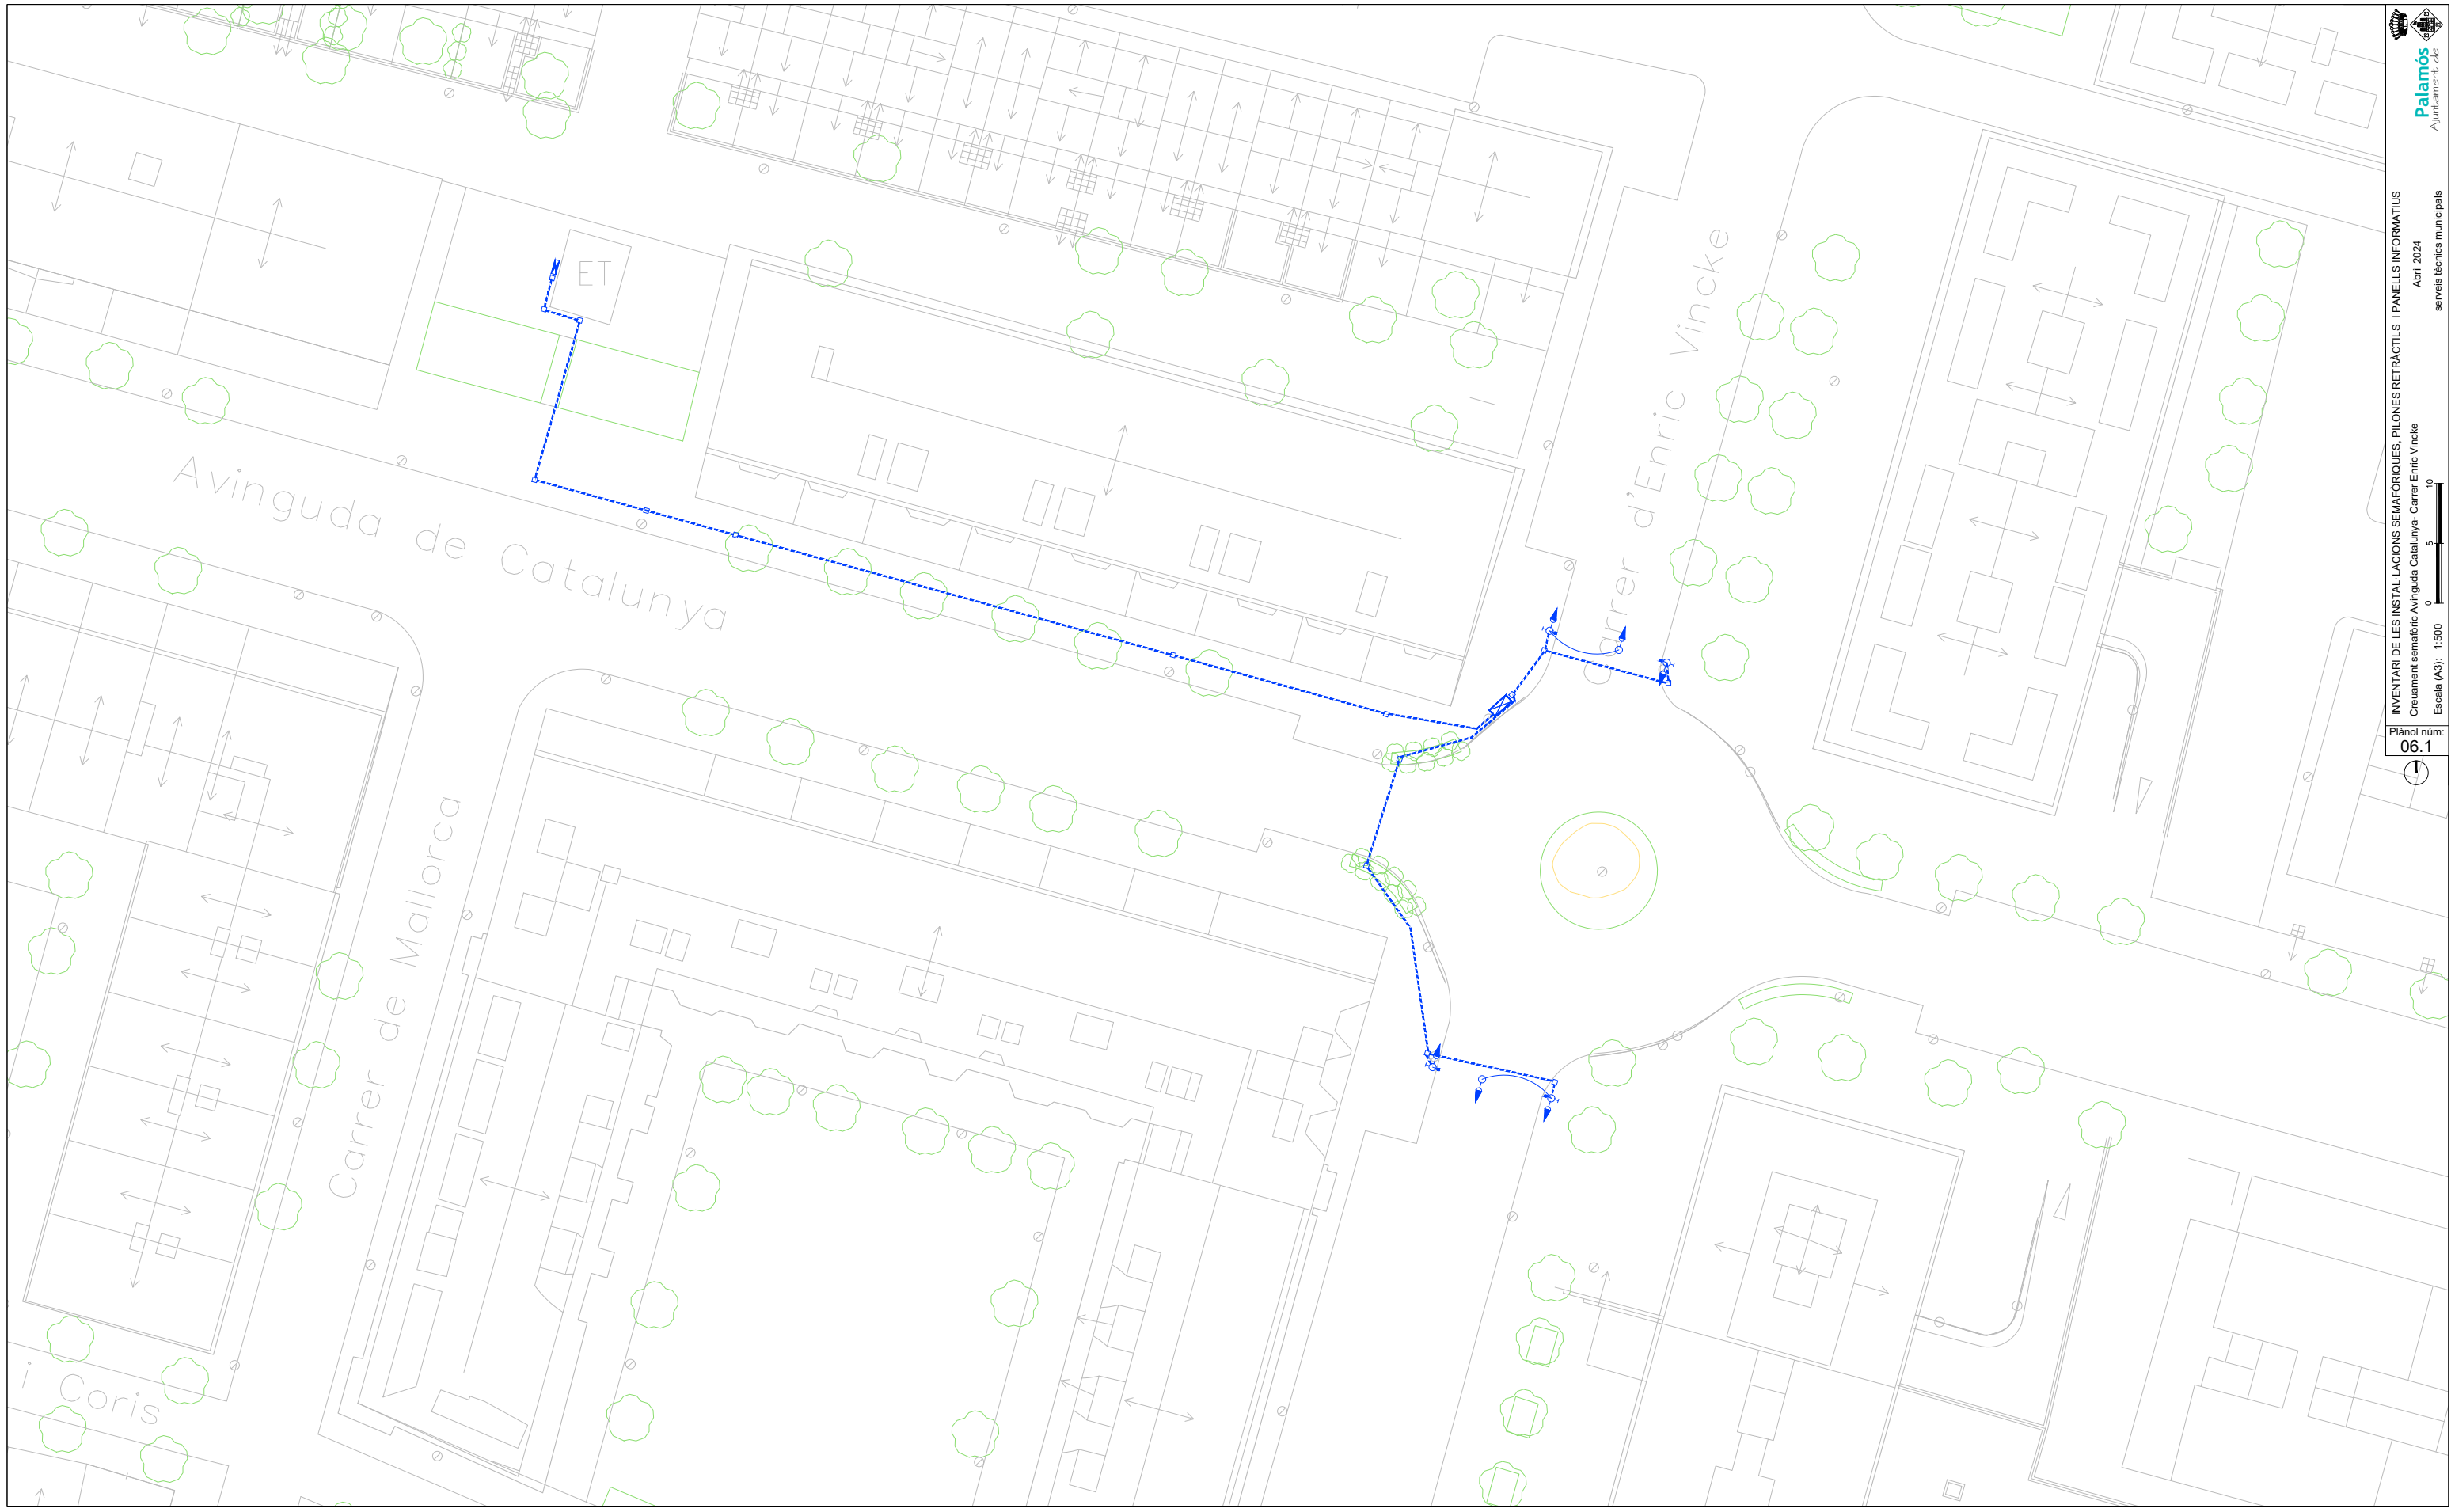 ET
Avinguda de Catalunya
Carrer d'Enric Vincke
Carrer de Mallorca
i Coris
Palamós
Ajuntament de
INVENTARI DE LES INSTAL·LACIONS SEMAFÒRIQUES, PILONES RETRÀCTILS I PANELLS INFORMATIUS
Creuament semafòric Avinguda Catalunya- Carrer Enric Vincke
Abril 2024
Escala (A3): 1:500
0 5 10
serveis tècnics municipals
Plànol núm:
06.1